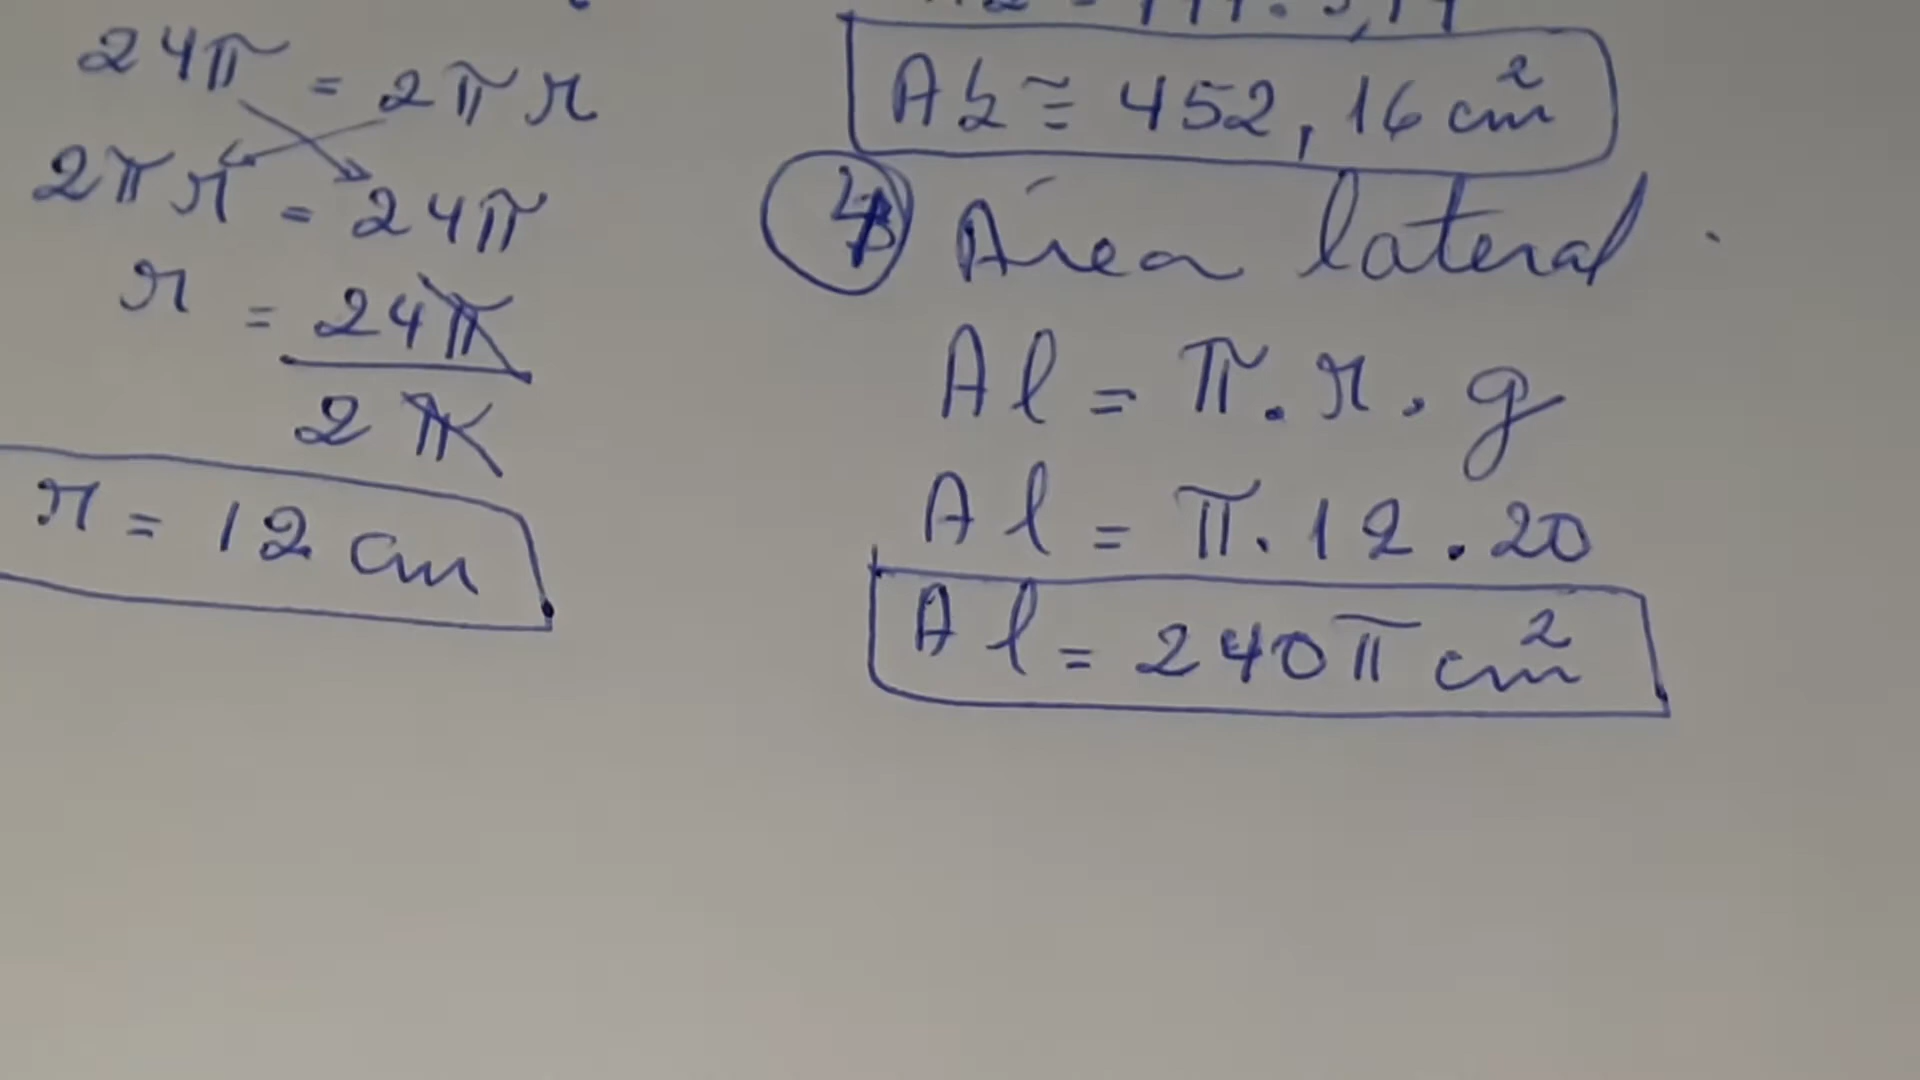 24π = 2πr
2πr = 24π
r = 24π
2π
r = 12 cm
Ab ≅ 452,16 cm²
4 Área lateral
Al = π.r.g
Al = π.12.20
Al = 240π cm²